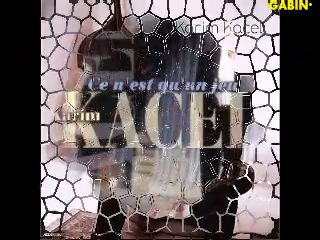 GABIN·
Karim Kacel
Ce n'est qu'un jeu
Karim
KACEL